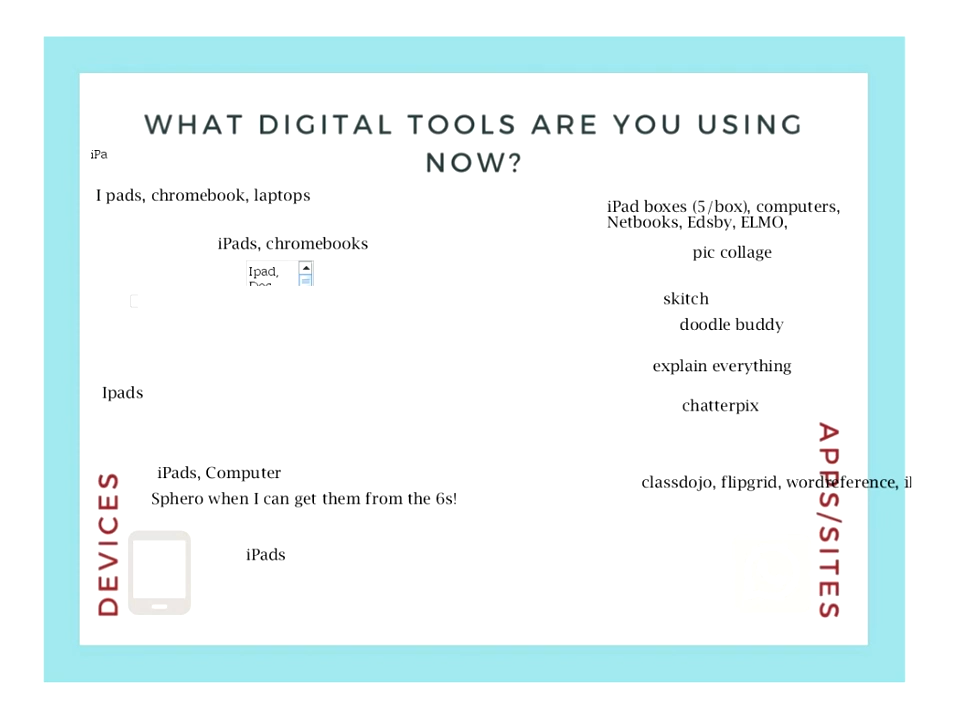 WHAT DIGITAL TOOLS ARE YOU USING
NOW?
iPa
I pads, chromebook, laptops
iPads, chromebooks
Ipad,
Ipads
iPads, Computer
Sphero when I can get them from the 6s!
iPads
DEVICES
iPad boxes (5/box), computers,
Netbooks, Edsby, ELMO,
pic collage
skitch
doodle buddy
explain everything
chatterpix
classdojo, flipgrid, wordreference,
APPS/SITES